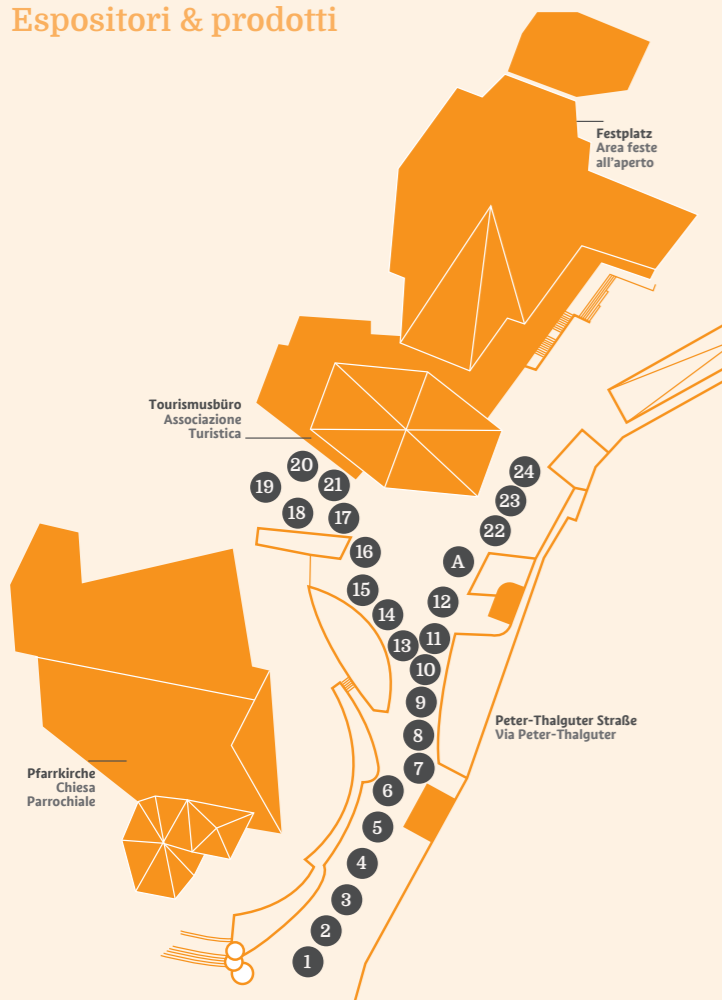 Espositori & prodotti
Festplatz
Area feste
all'aperto
Tourismusbüro
Associazione
Turistica
20
19
21
18
17
16
24
23
22
A
15
12
14
11
13
10
9
8
7
6
5
4
3
2
1
Peter-Thalguter Straße
Via Peter-Thalguter
Pfarrkirche
Chiesa
Parrochiale